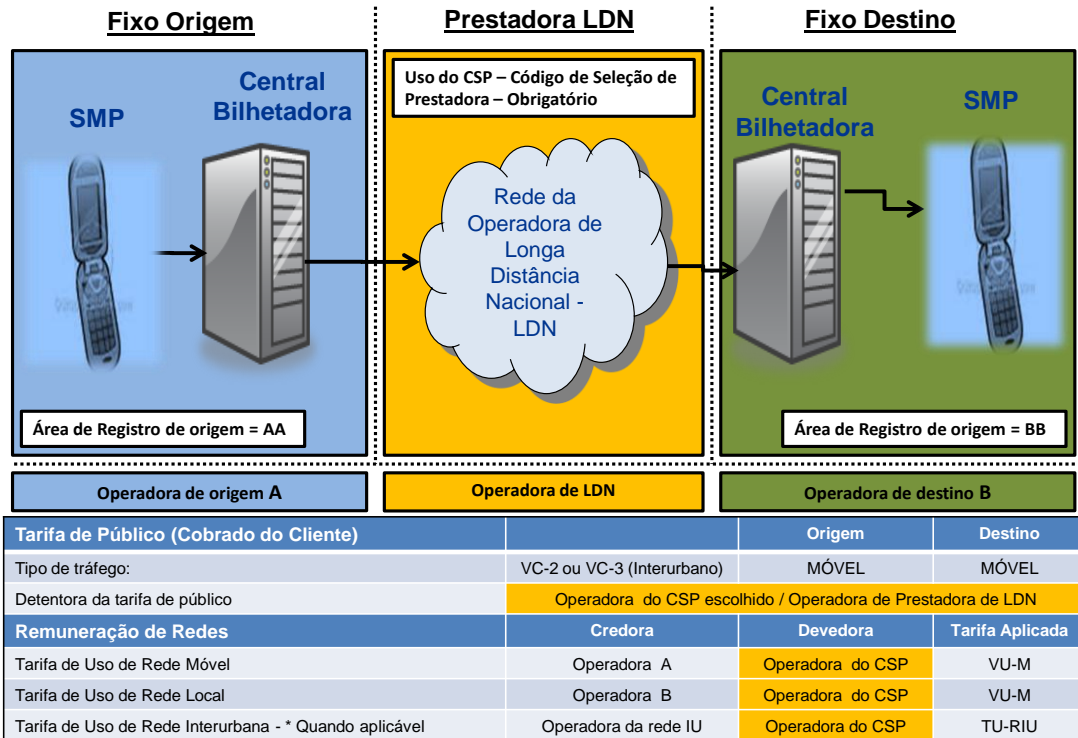 Fixo Origem
Prestadora LDN
Fixo Destino
SMP
Central
Bilhetadora
Uso do CSP – Código de Seleção de
Prestadora – Obrigatório
Rede da
Operadora de
Longa
Distância
Nacional -
LDN
Central
Bilhetadora
SMP
Área de Registro de origem = AA
Área de Registro de origem = BB
Operadora de origem A
Operadora de LDN
Operadora de destino B
Tarifa de Público (Cobrado do Cliente) Origem Destino
Tipo de tráfego: VC-2 ou VC-3 (Interurbano) MÓVEL MÓVEL
Detentora da tarifa de público Operadora do CSP escolhido / Operadora de Prestadora de LDN
Remuneração de Redes Credora Devedora Tarifa Aplicada
Tarifa de Uso de Rede Móvel Operadora A Operadora do CSP VU-M
Tarifa de Uso de Rede Local Operadora B Operadora do CSP VU-M
Tarifa de Uso de Rede Interurbana - * Quando aplicável Operadora da rede IU Operadora do CSP TU-RIU